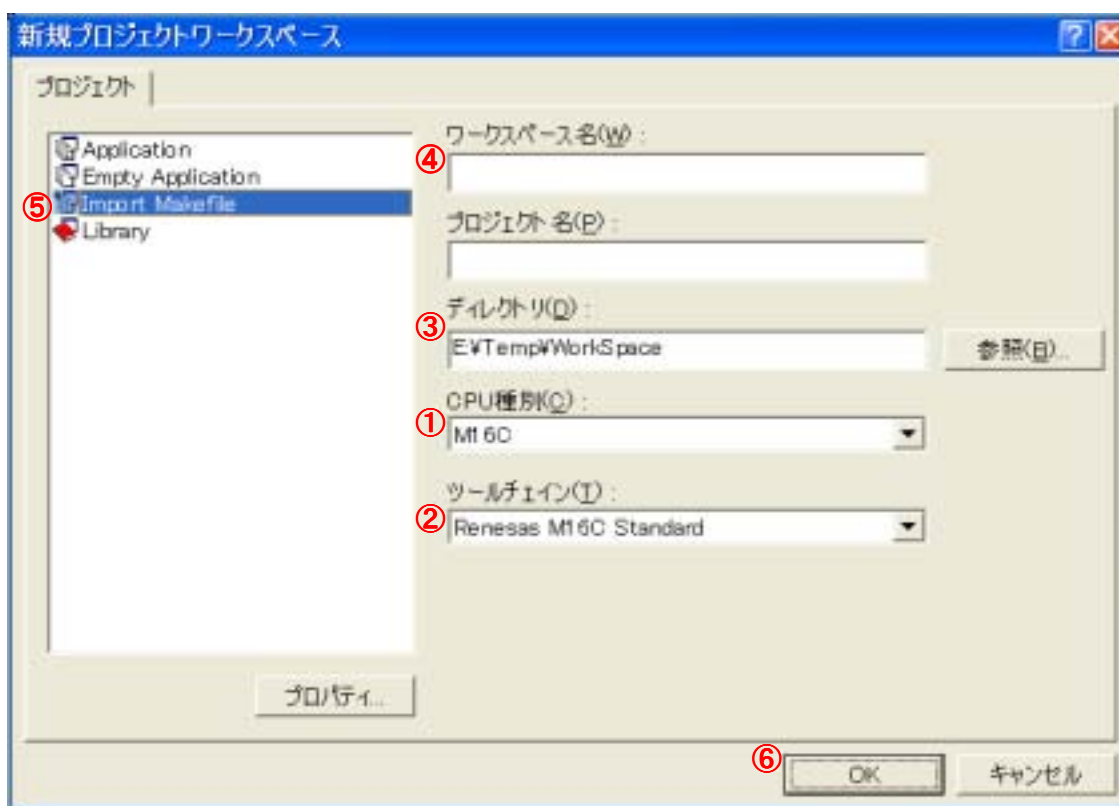 新規プロジェクトワークスペース
プロジェクト
Application
Empty Application
⑤ Import Makefile
Library
プロパティ...
ワークスペース名(W) :
④
プロジェクト名(P) :
ディレクトリ(D) :
③ E:¥Temp¥WorkSpace
参照(B)...
CPU種別(C) :
① M16C
ツールチェイン(T) :
② Renesas M16C Standard
⑥ OK
キャンセル